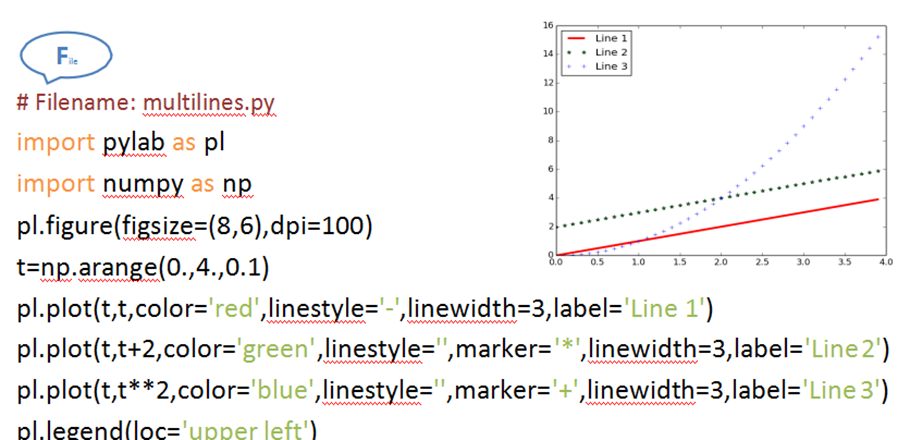 File
# Filename: multilines.py
import pylab as pl
import numpy as np
pl.figure(figsize=(8,6),dpi=100)
t=np.arange(0.,4.,0.1)
pl.plot(t,t,color='red',linestyle='-',linewidth=3,label='Line 1')
pl.plot(t,t+2,color='green',linestyle='',marker='*',linewidth=3,label='Line 2')
pl.plot(t,t**2,color='blue',linestyle='',marker='+',linewidth=3,label='Line 3')
pl.legend(loc='upper left')
Line 1
Line 2
Line 3
16
14
12
10
8
6
4
2
0
0.0 0.5 1.0 1.5 2.0 2.5 3.0 3.5 4.0